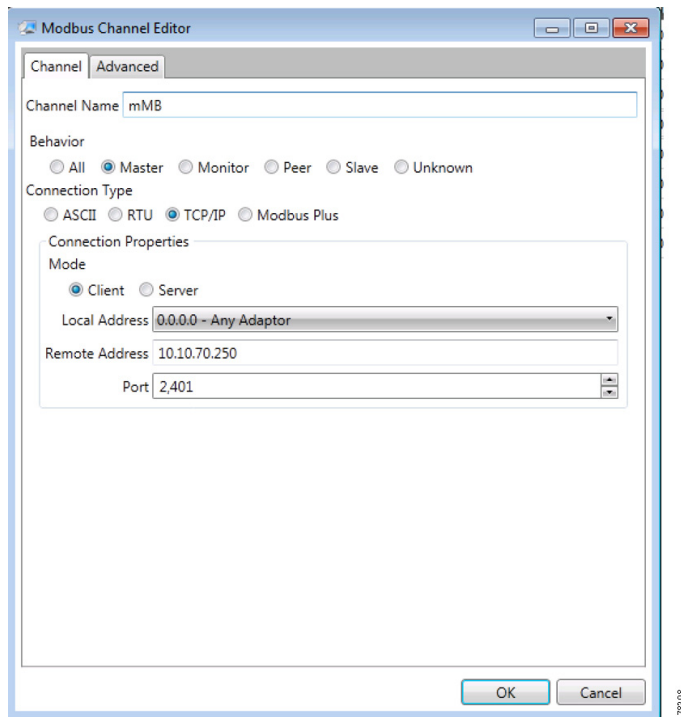 Modbus Channel Editor
Channel Advanced
Channel Name mMB
Behavior
All Master Monitor Peer Slave Unknown
Connection Type
ASCII RTU TCP/IP Modbus Plus
Connection Properties
Mode
Client Server
Local Address 0.0.0.0 - Any Adaptor
Remote Address 10.10.70.250
Port 2,401
OK Cancel